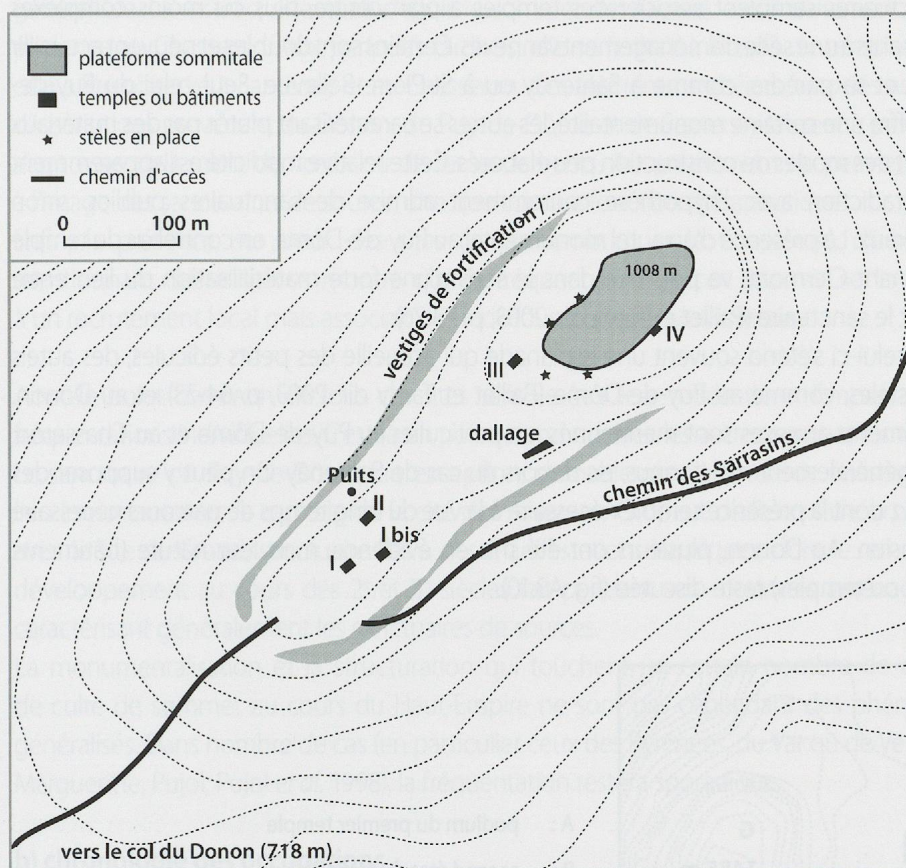 plateforme sommitale
temples ou bâtiments
stèles en place
chemin d'accès
0 100 m
vestiges de fortification /
1008 m
IV
III
dallage
chemin des Sarrasins
Puits
II
I bis
I
vers le col du Donon (718 m)